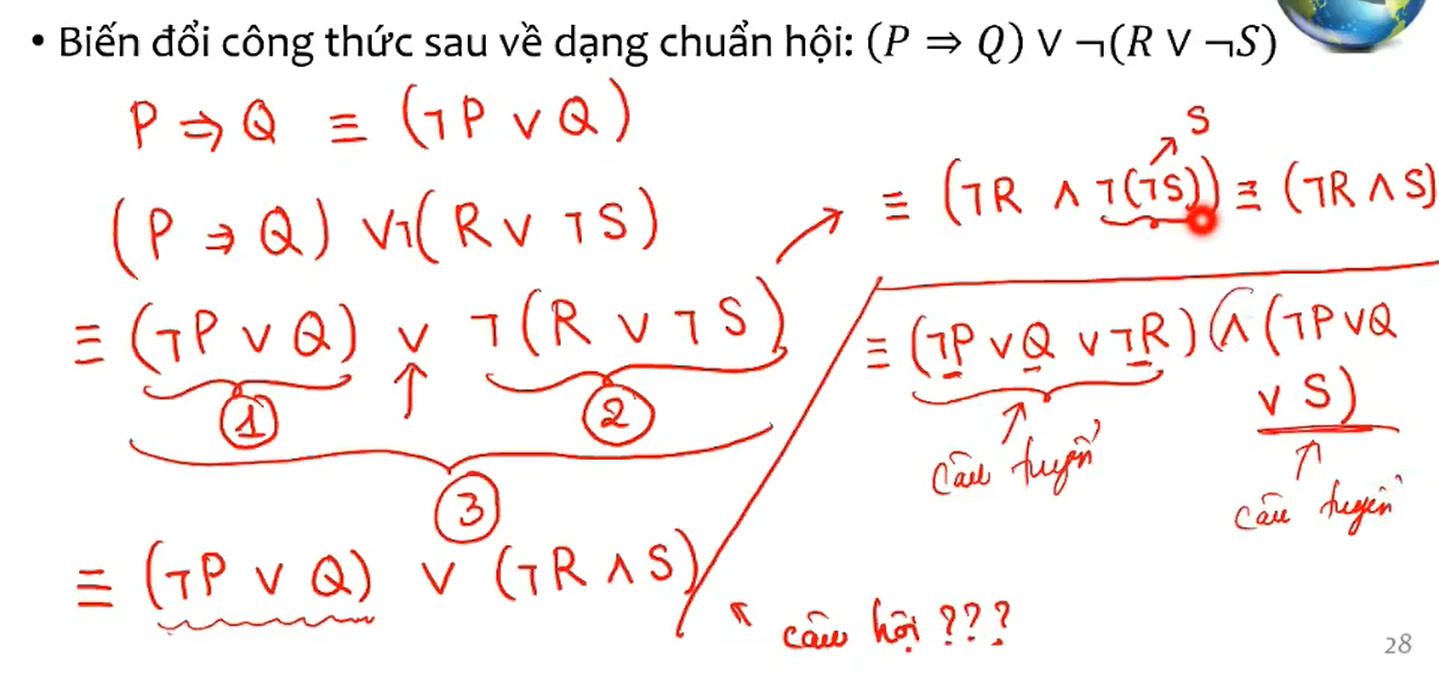 • Biến đổi công thức sau về dạng chuẩn hội: (P ⇒ Q) ∨ ¬(R ∨ ¬S)
P ⇒ Q ≡ (¬P ∨ Q)
(P ⇒ Q) ∨¬(R ∨ ¬S)
≡ (¬P ∨ Q) ∨ ¬(R ∨ ¬S)
① ↑ ②
③
≡ (¬P ∨ Q) ∨ (¬R ∧ S)
S
≡ (¬R ∧ ¬(¬S)) ≡ (¬R ∧ S)
≡ (¬P ∨ Q ∨ ¬R) ∧ (¬P ∨ Q
∨ S)
câu tuyển
câu tuyển
câu hội ???
28